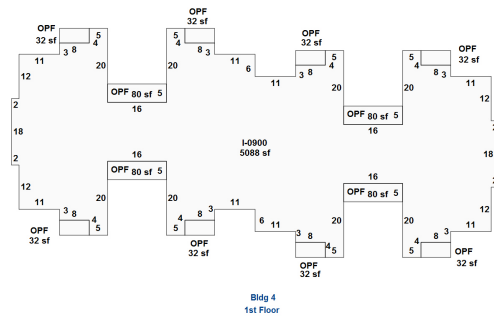 OPF OPF
32 sf 32 sf
OPF OPF
32 sf 32 sf
5 5 5 5
4 4 4 4
3 8 8 3 3 8 8 3
11 11 11 11
20 20 6 20 20
12 12
OPF 80 sf 5
2
16
OPF 80 sf 5
16
18
I-0900
5088 sf
18
2
16
OPF 80 sf 5
16
OPF 80 sf 5
12 12
20 20 20 20
11 11 6 11 11
3 8 8 3 3 8 8 3
4 4 4 4
5 5 5 5
OPF OPF
32 sf 32 sf
OPF OPF
32 sf 32 sf
Bldg 4
1st Floor